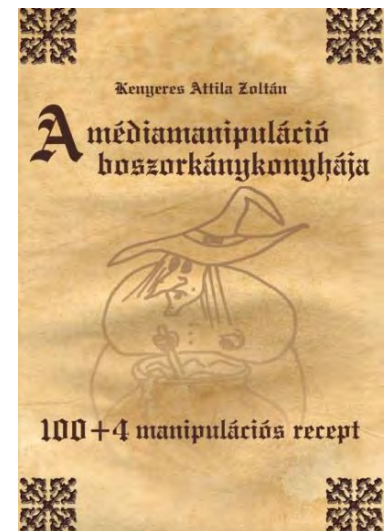 Kenyeres Attila Zoltán
A médiamanipuláció
boszorkánykonyhája
100+4 manipulációs recept